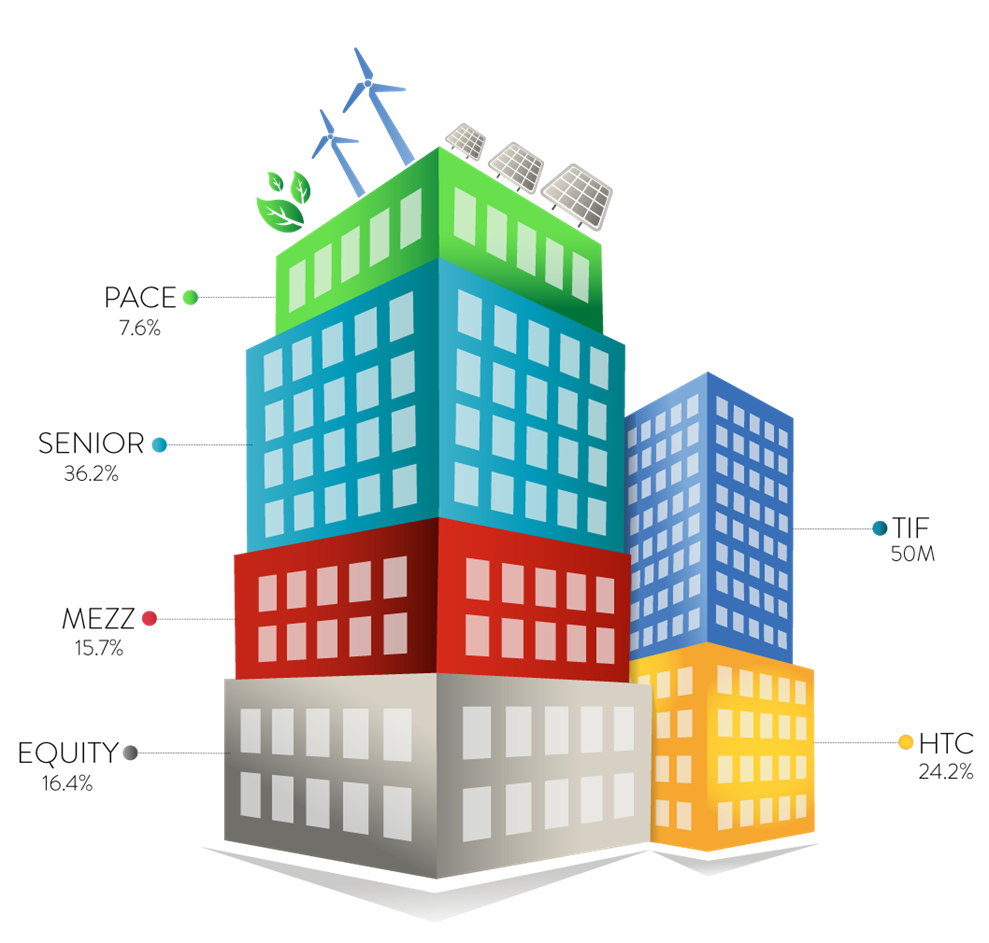 PACE
7.6%
SENIOR
36.2%
TIF
50M
MEZZ
15.7%
EQUITY
16.4%
HTC
24.2%